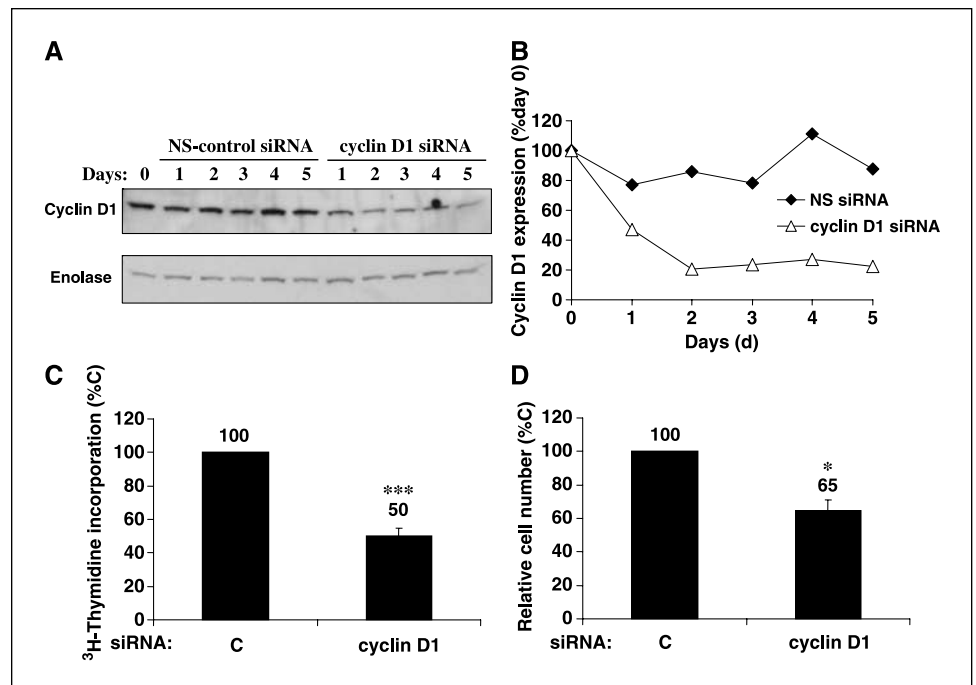 A
NS-control siRNA cyclin D1 siRNA
Days: 0 1 2 3 4 5 1 2 3 4 5
Cyclin D1
Enolase
B
Cyclin D1 expression (%day 0)
120
100
80
60
40
20
0
0 1 2 3 4 5
Days (d)
NS siRNA
cyclin D1 siRNA
C
³H-Thymidine incorporation (%C)
120
100
80
60
40
20
0
100
***
50
siRNA: C cyclin D1
D
Relative cell number (%C)
120
100
80
60
40
20
0
100
*
65
siRNA: C cyclin D1